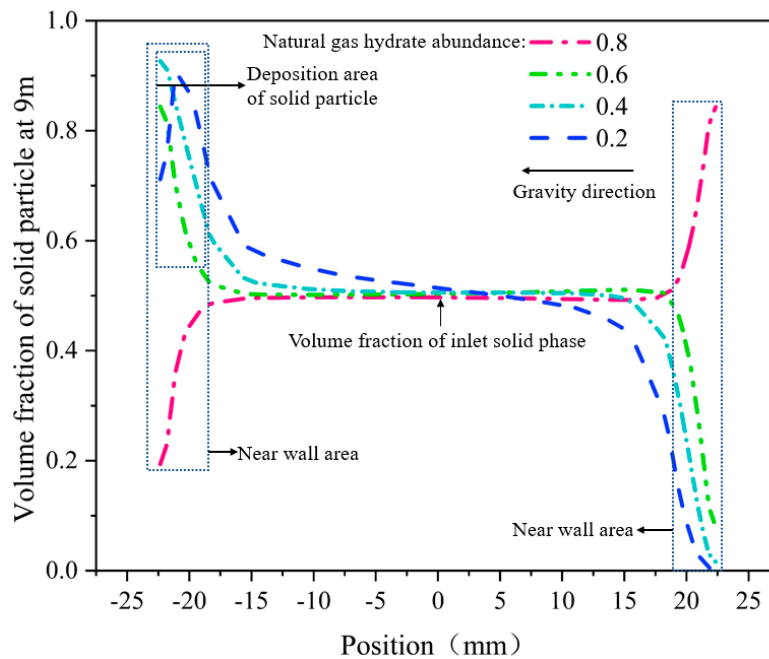 Volume fraction of solid particle at 9m
1.0
0.8
0.6
0.4
0.2
0.0
Natural gas hydrate abundance:
0.8
0.6
0.4
0.2
Deposition area
of solid particle
Gravity direction
Volume fraction of inlet solid phase
Near wall area
Near wall area
-25 -20 -15 -10 -5 0 5 10 15 20 25
Position（mm）